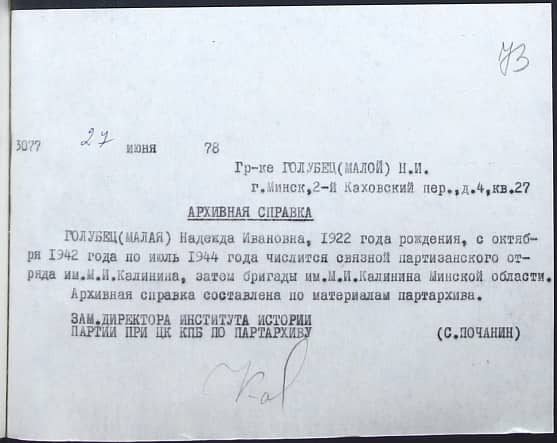 73
3077 27 июня 78
Гр-ке ГОЛУБЕЦ(МАЛОЙ) Н.И.
г.Минск,2-й Каховский пер.,д.4,кв.27
АРХИВНАЯ СПРАВКА
ГОЛУБЕЦ(МАЛАЯ) Надежда Ивановна, 1922 года рождения, с октяб-
ря 1942 года по июль 1944 года числится связной партизанского от-
ряда им.М.И.Калинина, затем бригады им.М.И.Калинина Минской области.
Архивная справка составлена по материалам партархива.
ЗАМ.ДИРЕКТОРА ИНСТИТУТА ИСТОРИИ
ПАРТИИ ПРИ ЦК КПБ ПО ПАРТАРХИВУ (С.ПОЧАНИН)